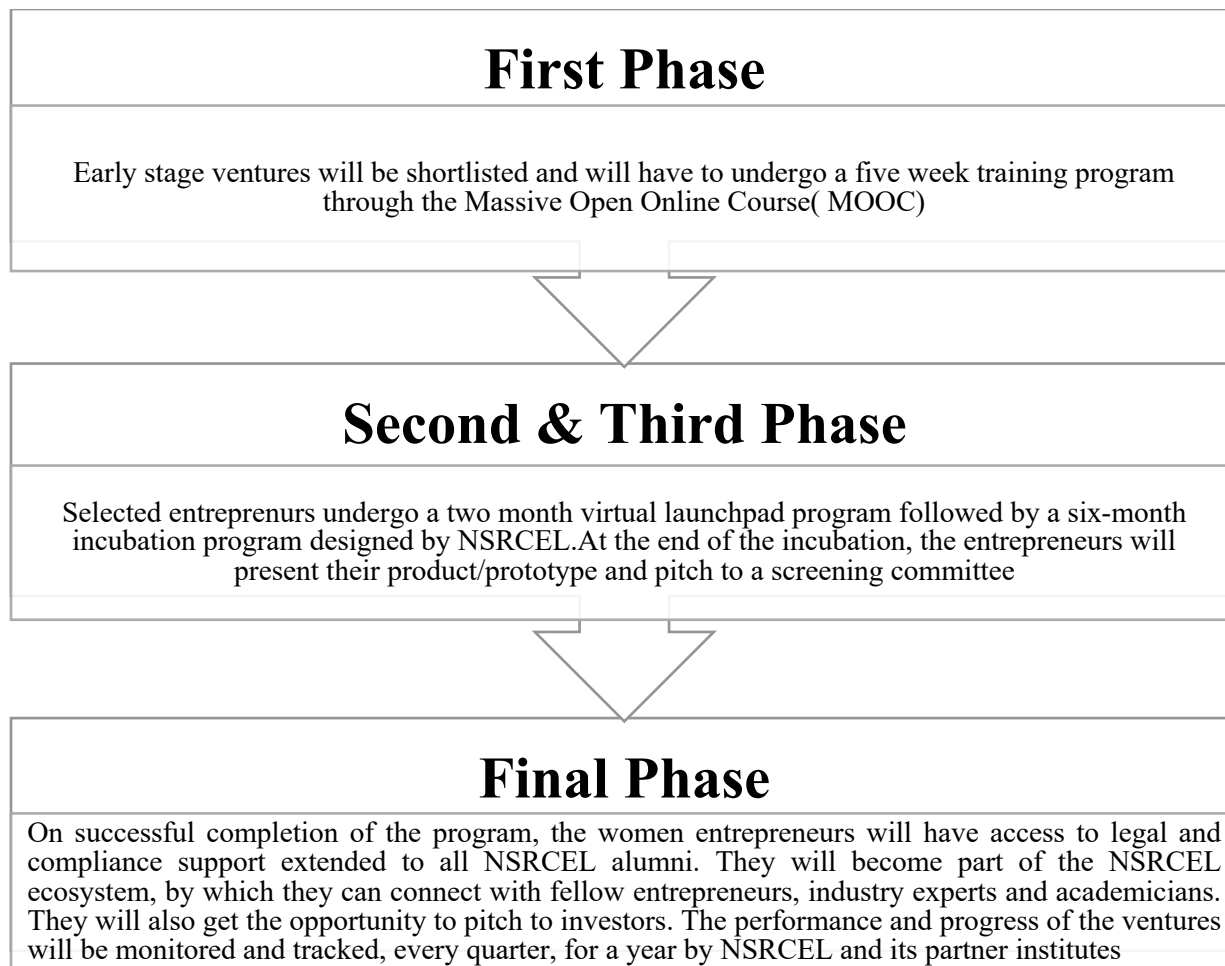 First Phase
Early stage ventures will be shortlisted and will have to undergo a five week training program
through the Massive Open Online Course( MOOC)
Second & Third Phase
Selected entreprenurs undergo a two month virtual launchpad program followed by a six-month
incubation program designed by NSRCEL.At the end of the incubation, the entrepreneurs will
present their product/prototype and pitch to a screening committee
Final Phase
On successful completion of the program, the women entrepreneurs will have access to legal and
compliance support extended to all NSRCEL alumni. They will become part of the NSRCEL
ecosystem, by which they can connect with fellow entrepreneurs, industry experts and academicians.
They will also get the opportunity to pitch to investors. The performance and progress of the ventures
will be monitored and tracked, every quarter, for a year by NSRCEL and its partner institutes